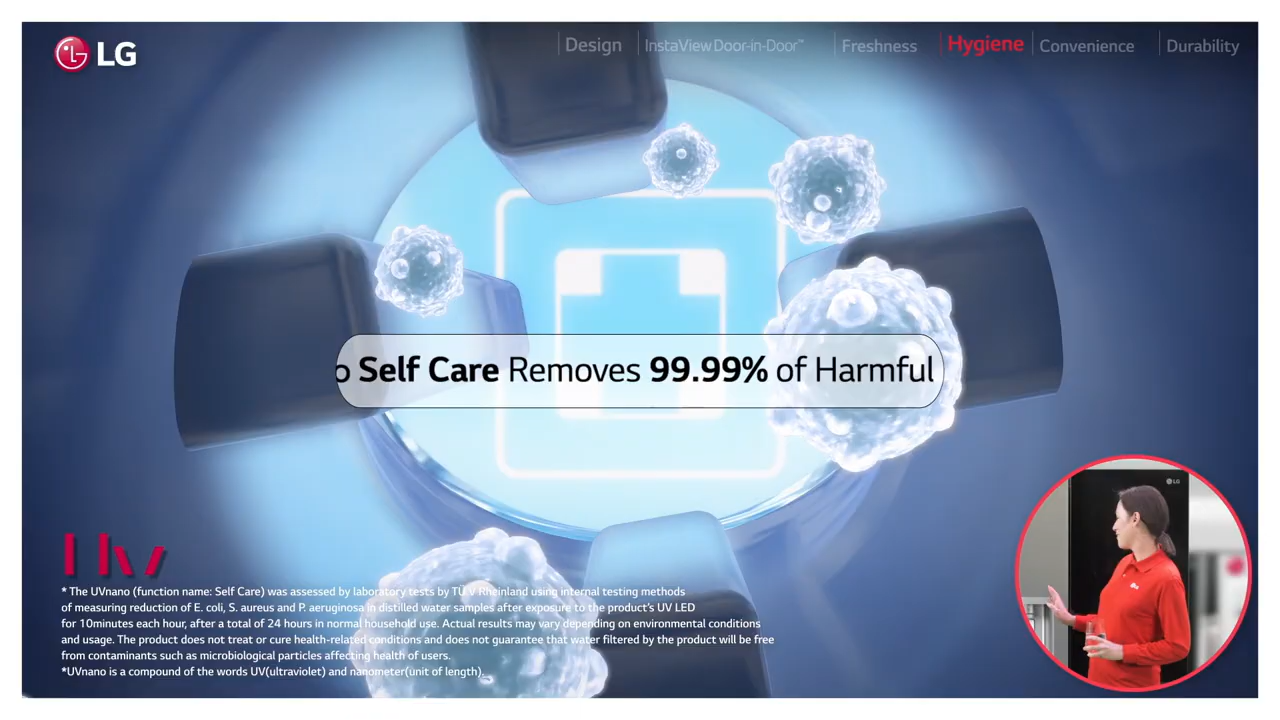 LG
Design
InstaView Door-in-Door™
Freshness
Hygiene
Convenience
Durability
o Self Care Removes 99.99% of Harmful
* The UVnano (function name: Self Care) was assessed by laboratory tests by TÜV Rheinland using internal testing methods
of measuring reduction of E. coli, S. aureus and P. aeruginosa in distilled water samples after exposure to the product's UV LED
for 10minutes each hour, after a total of 24 hours in normal household use. Actual results may vary depending on environmental conditions
and usage. The product does not treat or cure health-related conditions and does not guarantee that water filtered by the product will be free
from contaminants such as microbiological particles affecting health of users.
*UVnano is a compound of the words UV(ultraviolet) and nanometer(unit of length).
LG